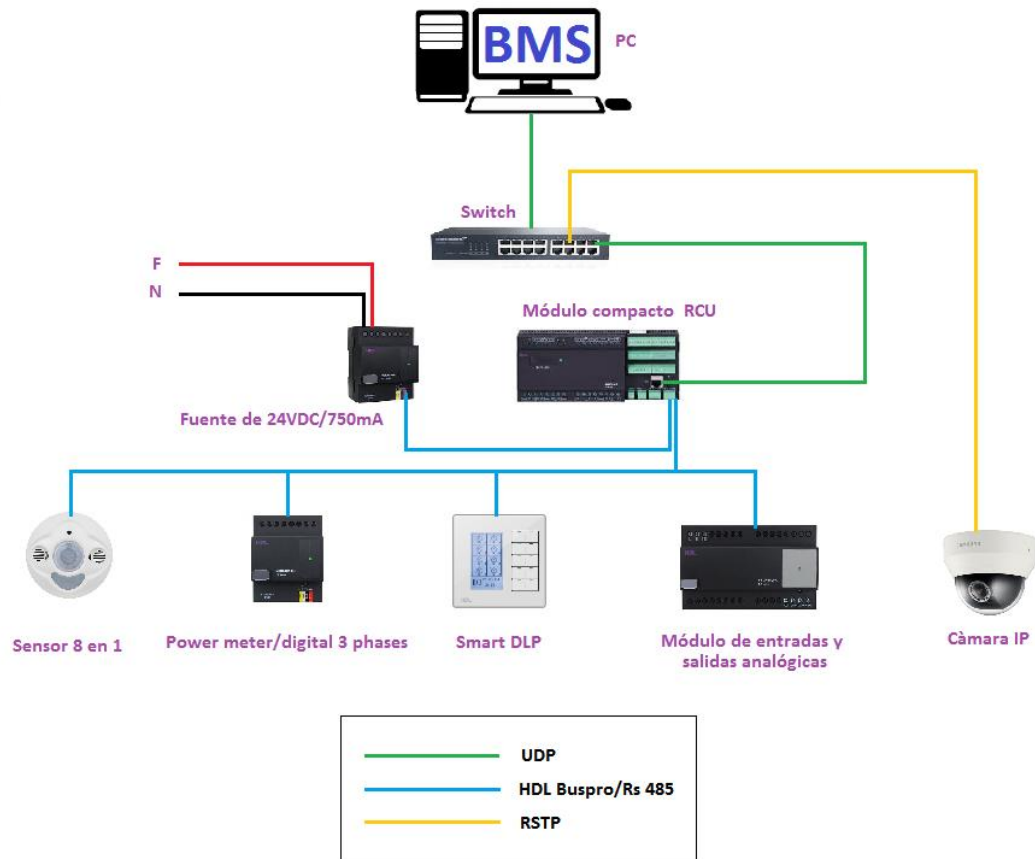 BMS
PC
Switch
F
N
Módulo compacto RCU
Fuente de 24VDC/750mA
Sensor 8 en 1
Power meter/digital 3 phases
Smart DLP
Módulo de entradas y
salidas analógicas
Càmara IP
UDP
HDL Buspro/Rs 485
RSTP